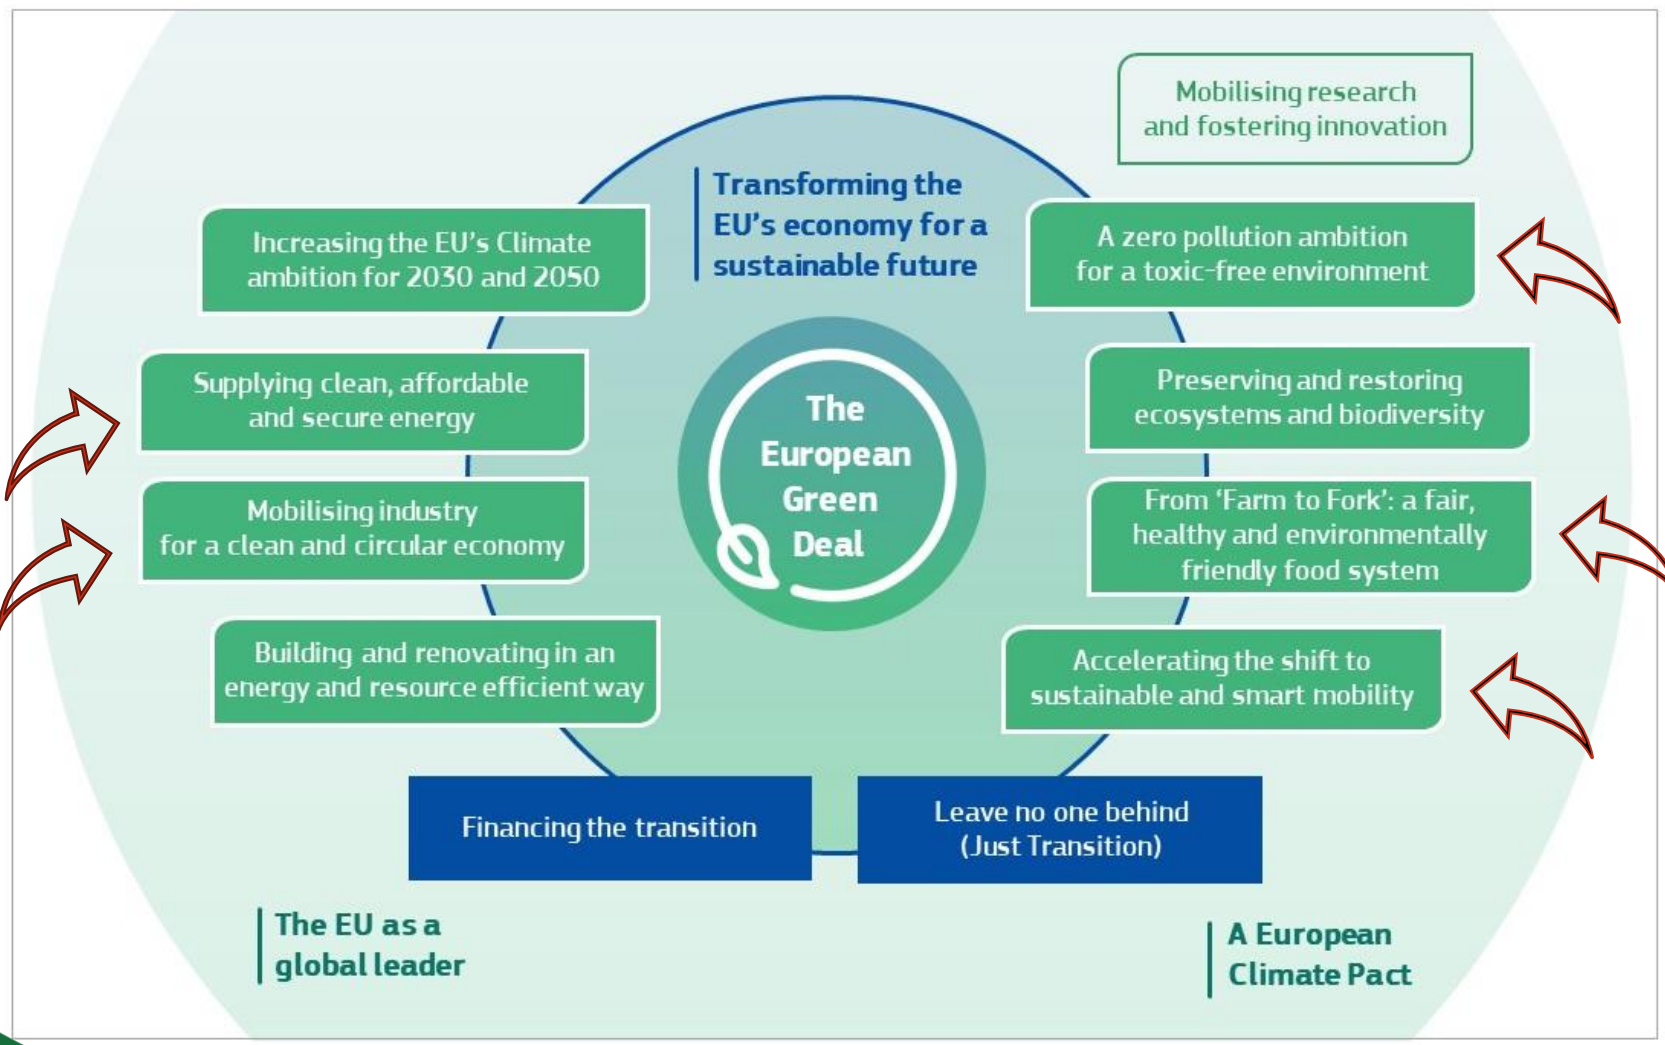 Mobilising research
and fostering innovation
Transforming the
EU's economy for a
sustainable future
Increasing the EU's Climate
ambition for 2030 and 2050
A zero pollution ambition
for a toxic-free environment
Supplying clean, affordable
and secure energy
Preserving and restoring
ecosystems and biodiversity
The
European
Green
Deal
Mobilising industry
for a clean and circular economy
From ‘Farm to Fork’: a fair,
healthy and environmentally
friendly food system
Building and renovating in an
energy and resource efficient way
Accelerating the shift to
sustainable and smart mobility
Financing the transition
Leave no one behind
(Just Transition)
The EU as a
global leader
A European
Climate Pact